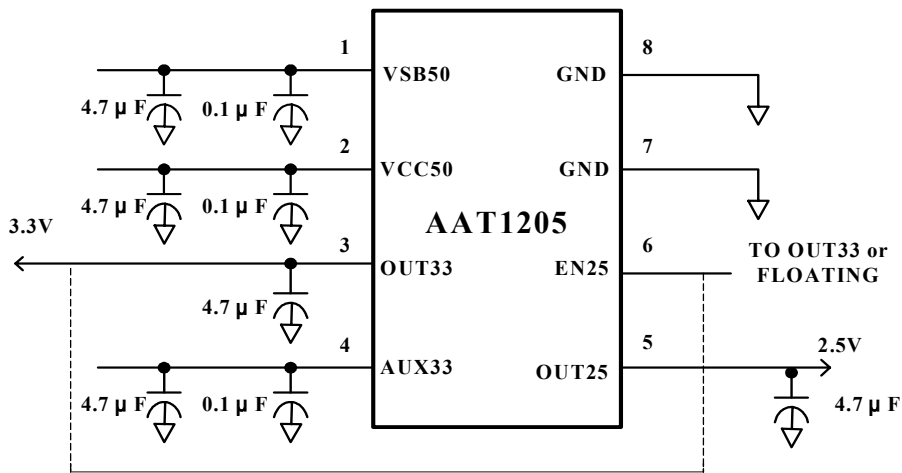 1
VSB50
GND
8
4.7 μ F
0.1 μ F
2
VCC50
GND
7
4.7 μ F
0.1 μ F
AAT1205
3.3V
3
OUT33
EN25
6
TO OUT33 or
FLOATING
4.7 μ F
4
AUX33
OUT25
5
2.5V
4.7 μ F
0.1 μ F
4.7 μ F